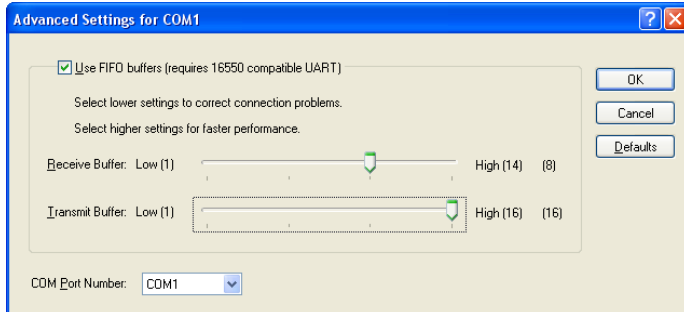 Advanced Settings for COM1
Use FIFO buffers (requires 16550 compatible UART)
OK
Select lower settings to correct connection problems.
Cancel
Select higher settings for faster performance.
Defaults
Receive Buffer: Low (1) High (14) (8)
Transmit Buffer: Low (1) High (16) (16)
COM Port Number: COM1